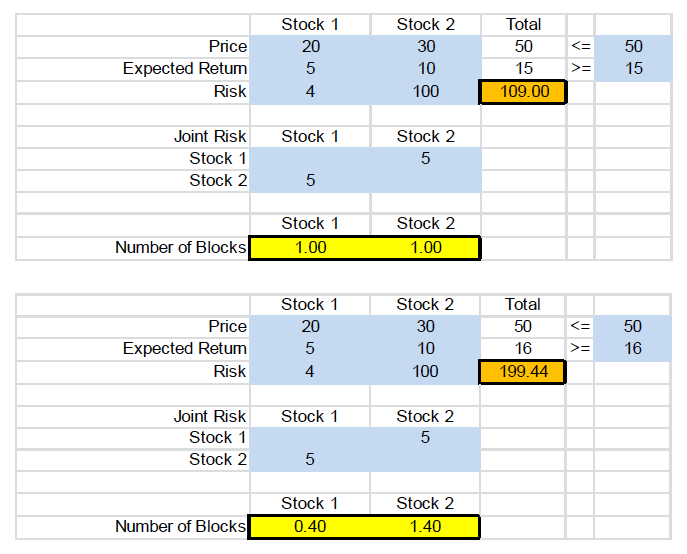 Stock 1 Stock 2 Total
Price 20 30 50 <= 50
Expected Return 5 10 15 >= 15
Risk 4 100 109.00
Joint Risk Stock 1 Stock 2
Stock 1 5
Stock 2 5
Stock 1 Stock 2
Number of Blocks 1.00 1.00
Stock 1 Stock 2 Total
Price 20 30 50 <= 50
Expected Return 5 10 16 >= 16
Risk 4 100 199.44
Joint Risk Stock 1 Stock 2
Stock 1 5
Stock 2 5
Stock 1 Stock 2
Number of Blocks 0.40 1.40